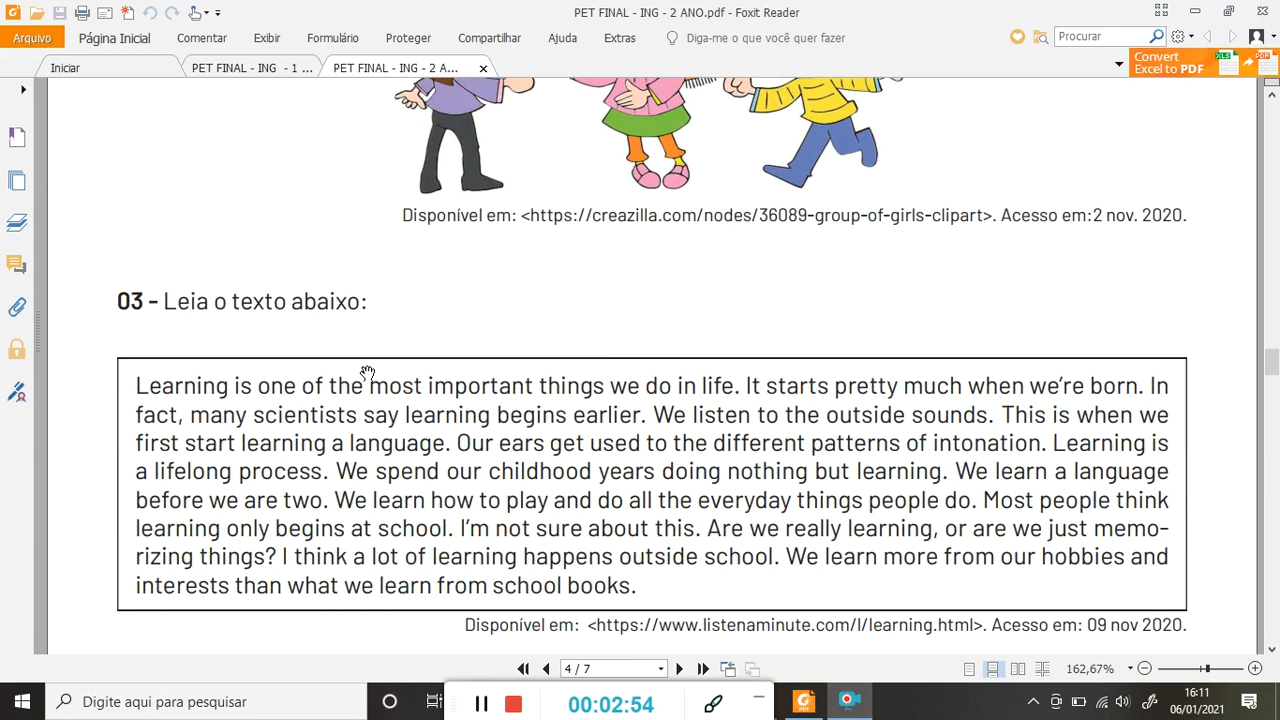 PET FINAL - ING - 2 ANO.pdf - Foxit Reader
Arquivo Página Inicial Comentar Exibir Formulário Proteger Compartilhar Ajuda Extras Diga-me o que você quer fazer Procurar
Iniciar PET FINAL - ING - 1 ... PET FINAL - ING - 2 A... Convert Excel to PDF XLS PDF
Disponível em: <https://creazilla.com/nodes/36089-group-of-girls-clipart>. Acesso em:2 nov. 2020.
03 - Leia o texto abaixo:
Learning is one of the most important things we do in life. It starts pretty much when we're born. In
fact, many scientists say learning begins earlier. We listen to the outside sounds. This is when we
first start learning a language. Our ears get used to the different patterns of intonation. Learning is
a lifelong process. We spend our childhood years doing nothing but learning. We learn a language
before we are two. We learn how to play and do all the everyday things people do. Most people think
learning only begins at school. I'm not sure about this. Are we really learning, or are we just memo-
rizing things? I think a lot of learning happens outside school. We learn more from our hobbies and
interests than what we learn from school books.
Disponível em: <https://www.listenaminute.com/l/learning.html>. Acesso em: 09 nov 2020.
4 / 7 162,67%
Digite aqui para pesquisar 00:02:54 16:11
06/01/2021